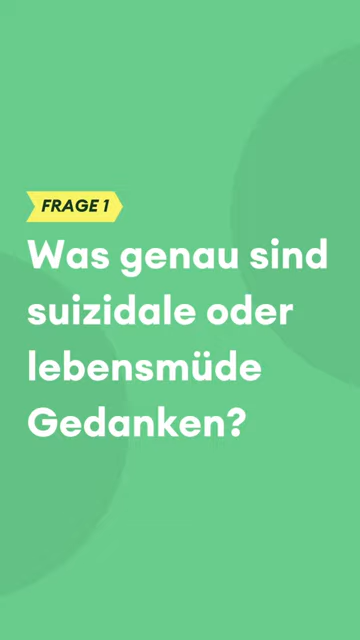 FRAGE 1
Was genau sind
suizidale oder
lebensmüde
Gedanken?